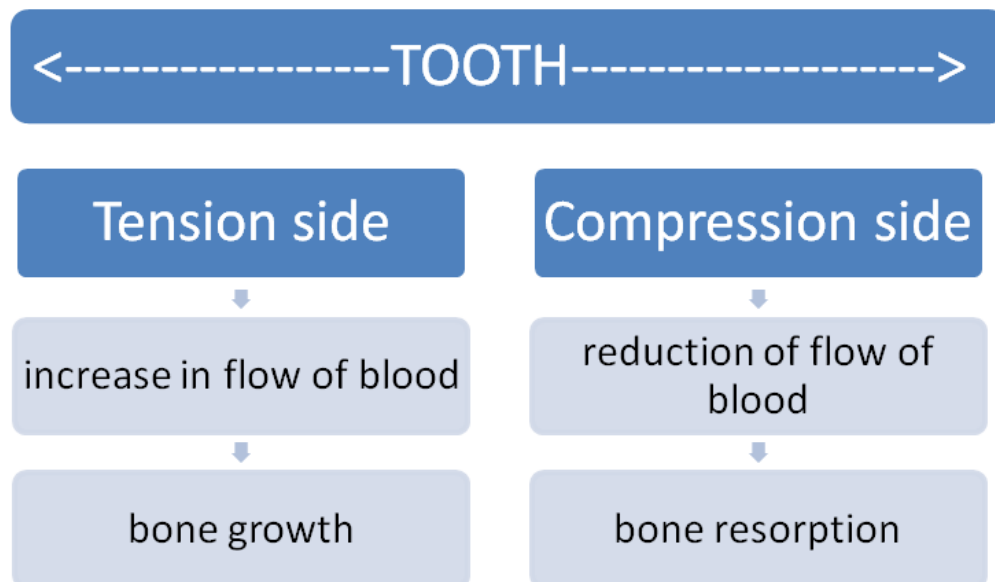 <-----------------TOOTH------------------->
Tension side
increase in flow of blood
bone growth
Compression side
reduction of flow of
blood
bone resorption